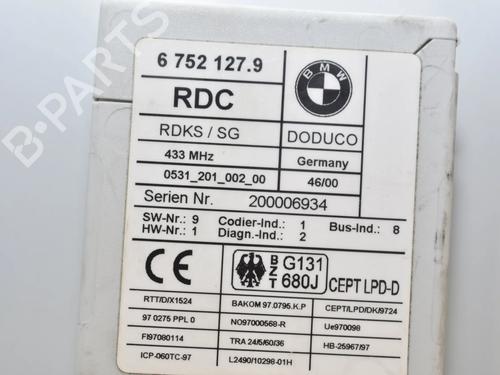 6 752 127.9
BMW
RDC
RDKS / SG
DODUCO
433 MHz
Germany
0531_201_002_00
46/00
Serien Nr. 200006934
SW-Nr.: 9 Codier-Ind.: 1 Bus-Ind.: 8
HW-Nr.: 1 Diagn.-Ind.: 2
CE
BZT
G131
680J
CEPT LPD-D
RTT/D/X1524
BAKOM 97.0795.K.P
CEPT/LPD/DK/9724
97 0275 PPL 0
NO97000568-R
Ue970098
FI97080114
TRA 24/5/60/36
HB-25967/97
ICP-060TC-97
L2490/10298-01H
B-PARTS